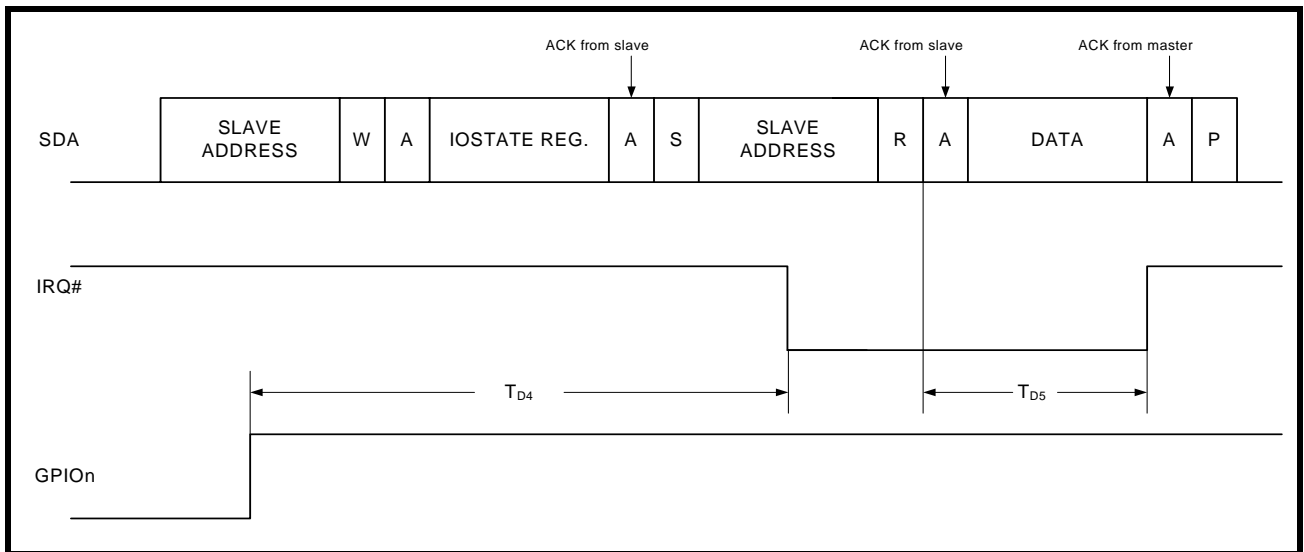 ACK from slave
ACK from slave
ACK from master
SDA
SLAVE
ADDRESS
W
A
IOSTATE REG.
A
S
SLAVE
ADDRESS
R
A
DATA
A
P
IRQ#
TD4
TD5
GPIOn